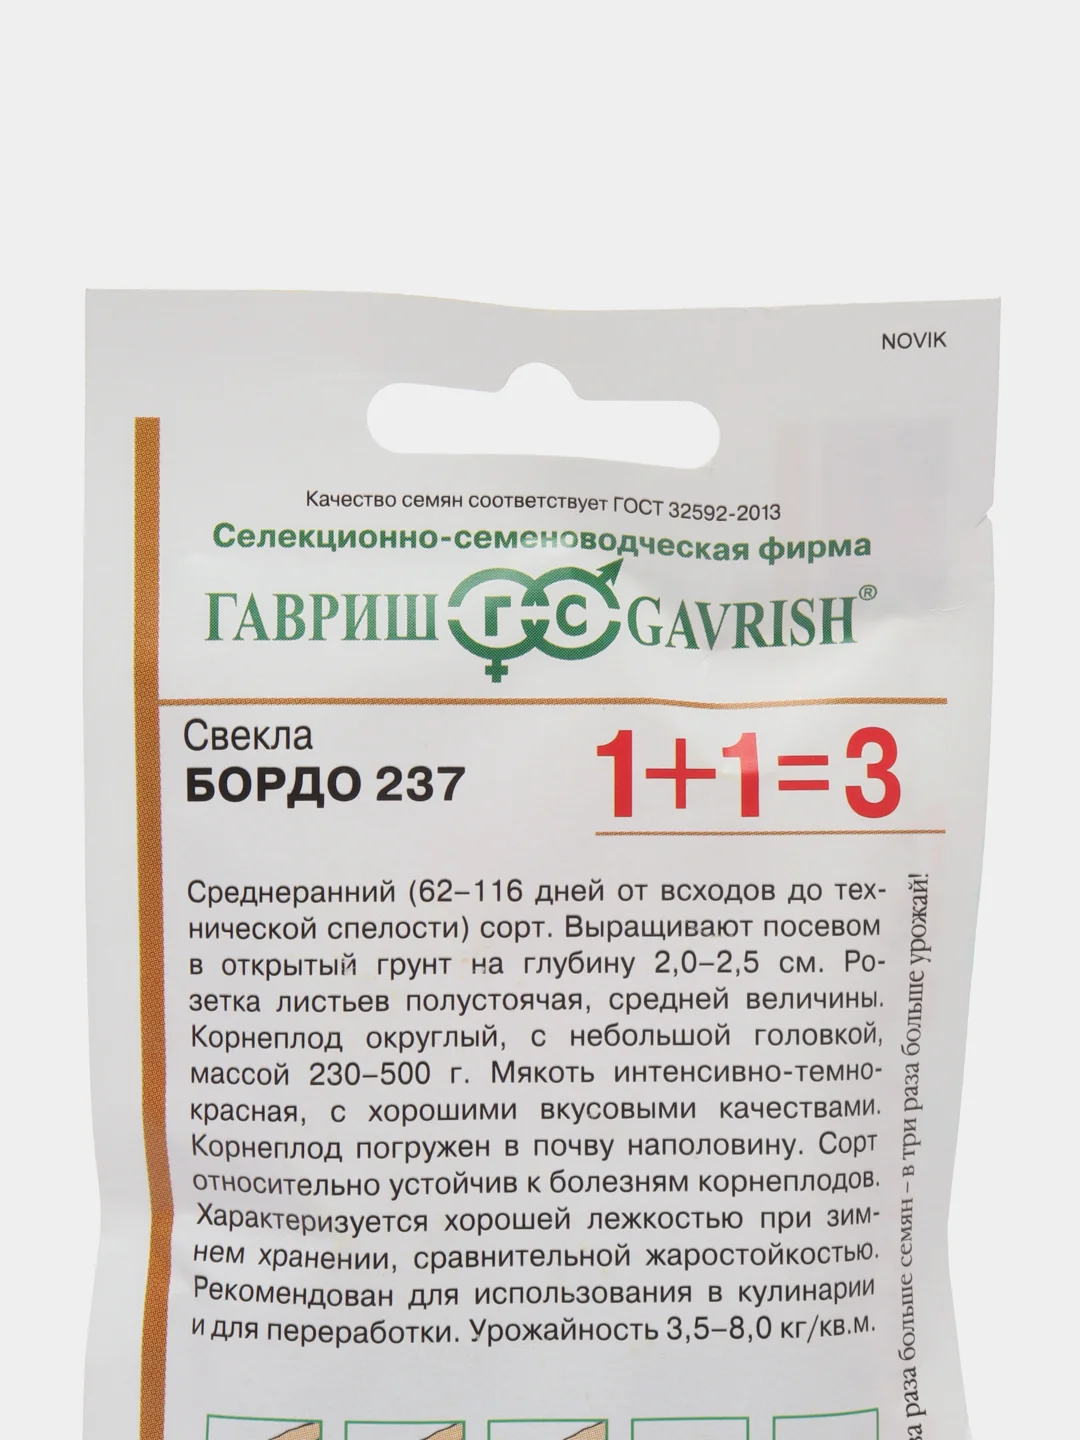 NOVIK
Качество семян соответствует ГОСТ 32592-2013
Селекционно-семеноводческая фирма
ГАВРИШ ГС GAVRISH®
Свекла
БОРДО 237
1+1=3
Среднеранний (62–116 дней от всходов до тех-
нической спелости) сорт. Выращивают посевом
в открытый грунт на глубину 2,0–2,5 см. Ро-
зетка листьев полустоячая, средней величины.
Корнеплод округлый, с небольшой головкой,
массой 230–500 г. Мякоть интенсивно-темно-
красная, с хорошими вкусовыми качествами.
Корнеплод погружен в почву наполовину. Сорт
относительно устойчив к болезням корнеплодов.
Характеризуется хорошей лежкостью при зим-
нем хранении, сравнительной жаростойкостью.
Рекомендован для использования в кулинарии
и для переработки. Урожайность 3,5–8,0 кг/кв.м.
раза больше семян – в три раза больше урожай!